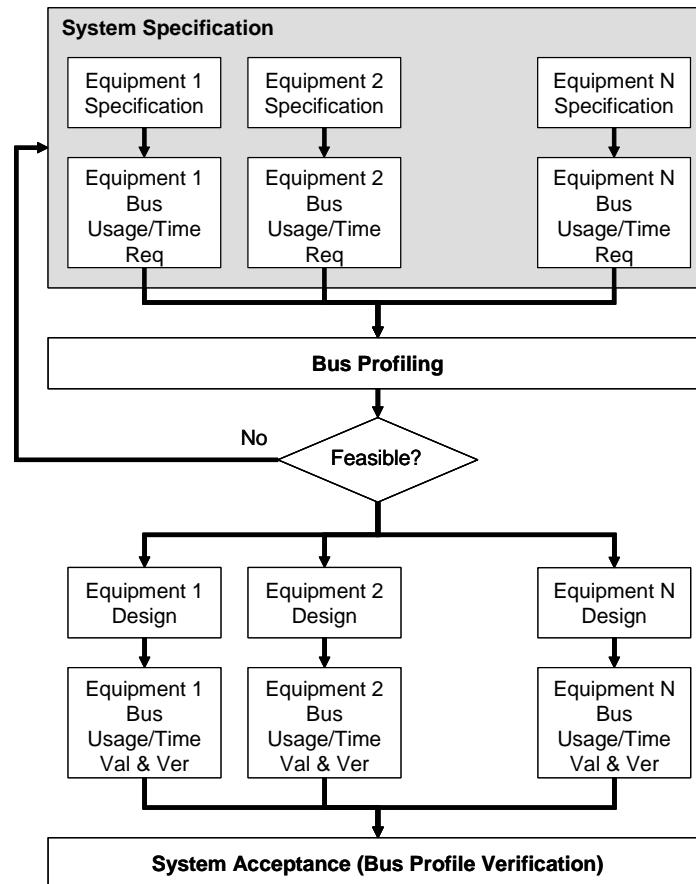 System Specification
Equipment 1
Specification
Equipment 2
Specification
Equipment N
Specification
Equipment 1
Bus
Usage/Time
Req
Equipment 2
Bus
Usage/Time
Req
Equipment N
Bus
Usage/Time
Req
Bus Profiling
No
Feasible?
Equipment 1
Design
Equipment 2
Design
Equipment N
Design
Equipment 1
Bus
Usage/Time
Val & Ver
Equipment 2
Bus
Usage/Time
Val & Ver
Equipment N
Bus
Usage/Time
Val & Ver
System Acceptance (Bus Profile Verification)